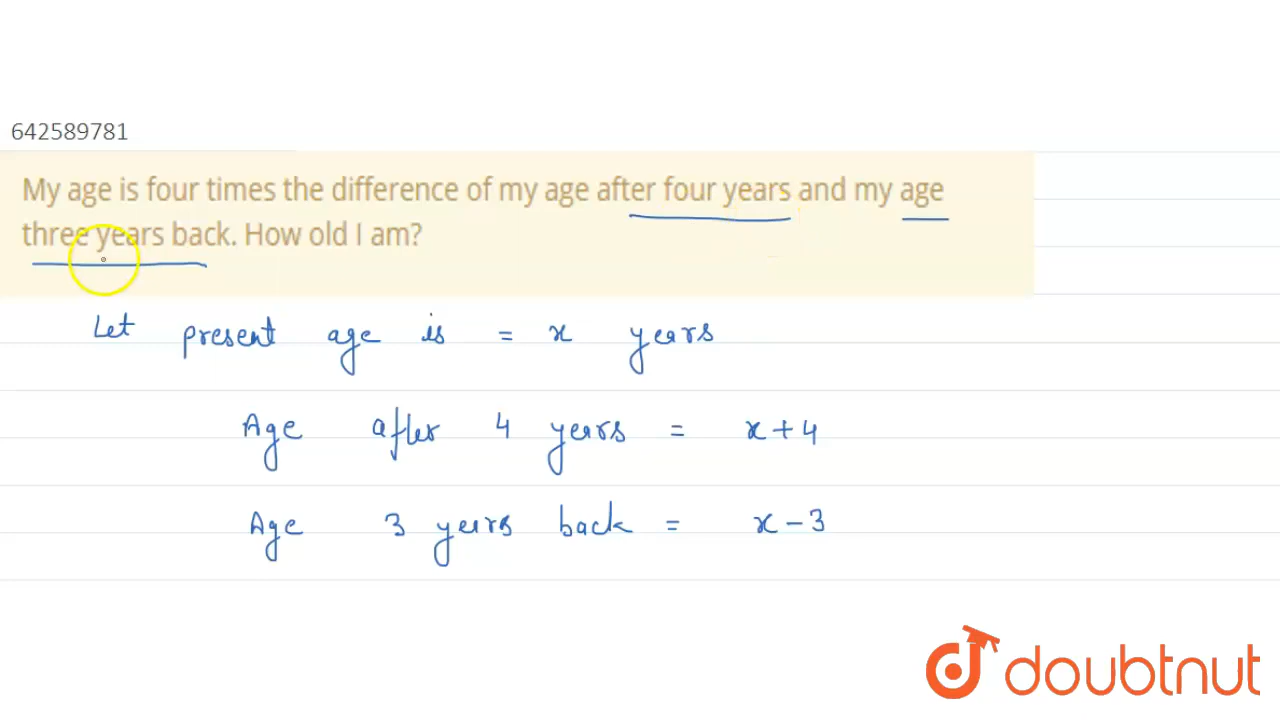 642589781
My age is four times the difference of my age after four years and my age
three years back. How old I am?
Let present age is = x years
Age after 4 years = x + 4
Age 3 years back = x - 3
doubtnut